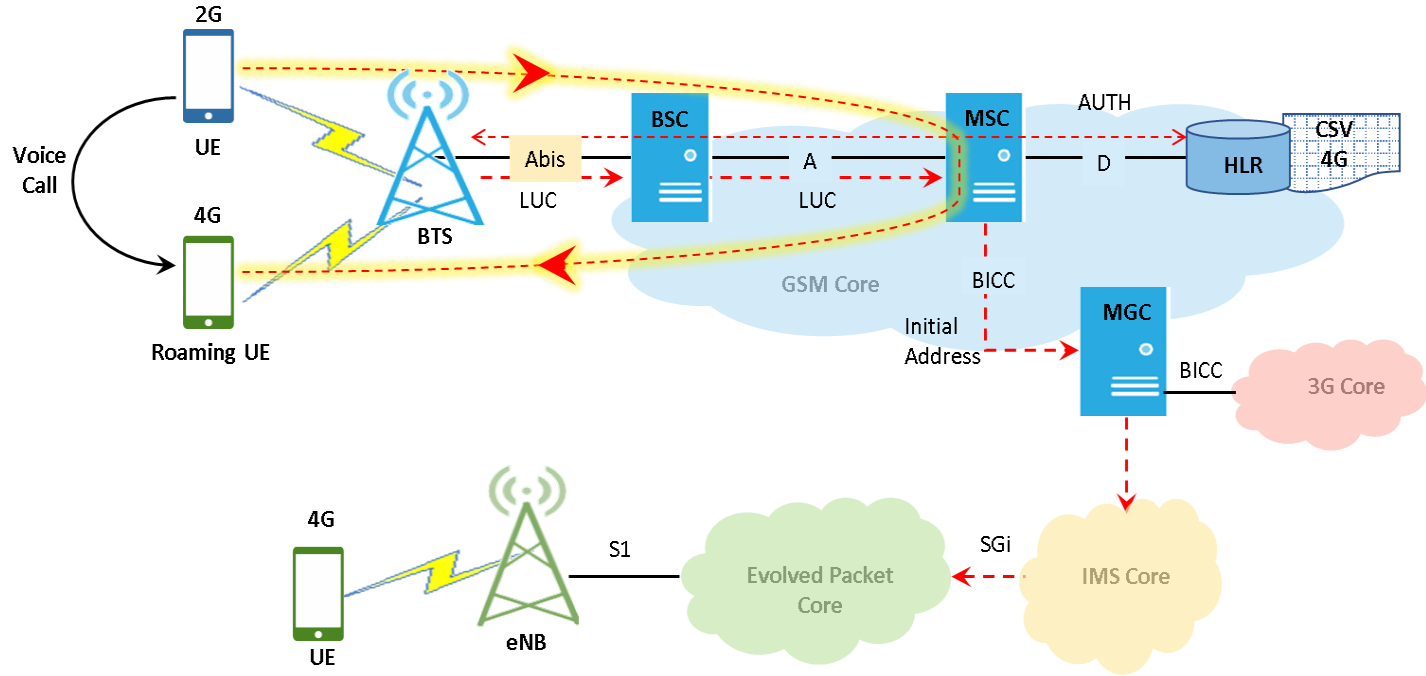 2G
UE
Voice
Call
4G
Roaming UE
BTS
Abis
LUC
BSC
A
LUC
MSC
AUTH
D
HLR
CSV
4G
GSM Core
BICC
Initial
Address
MGC
BICC
3G Core
4G
UE
eNB
S1
Evolved Packet
Core
SGi
IMS Core